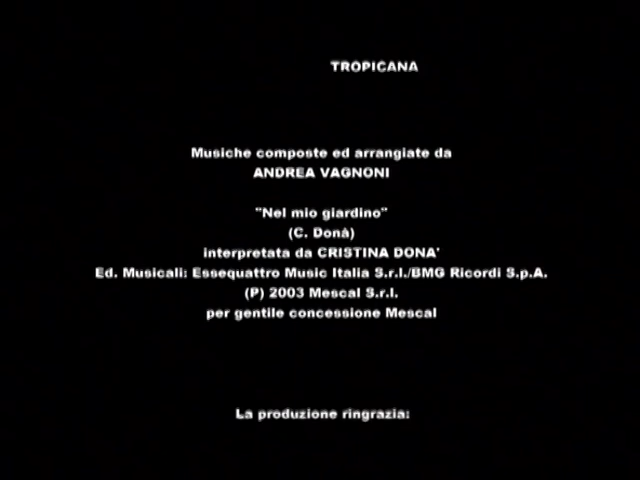 TROPICANA
Musiche composte ed arrangiate da
ANDREA VAGNONI
"Nel mio giardino"
(C. Donà)
interpretata da CRISTINA DONA'
Ed. Musicali: Essequattro Music Italia S.r.l./BMG Ricordi S.p.A.
(P) 2003 Mescal S.r.l.
per gentile concessione Mescal
La produzione ringrazia: